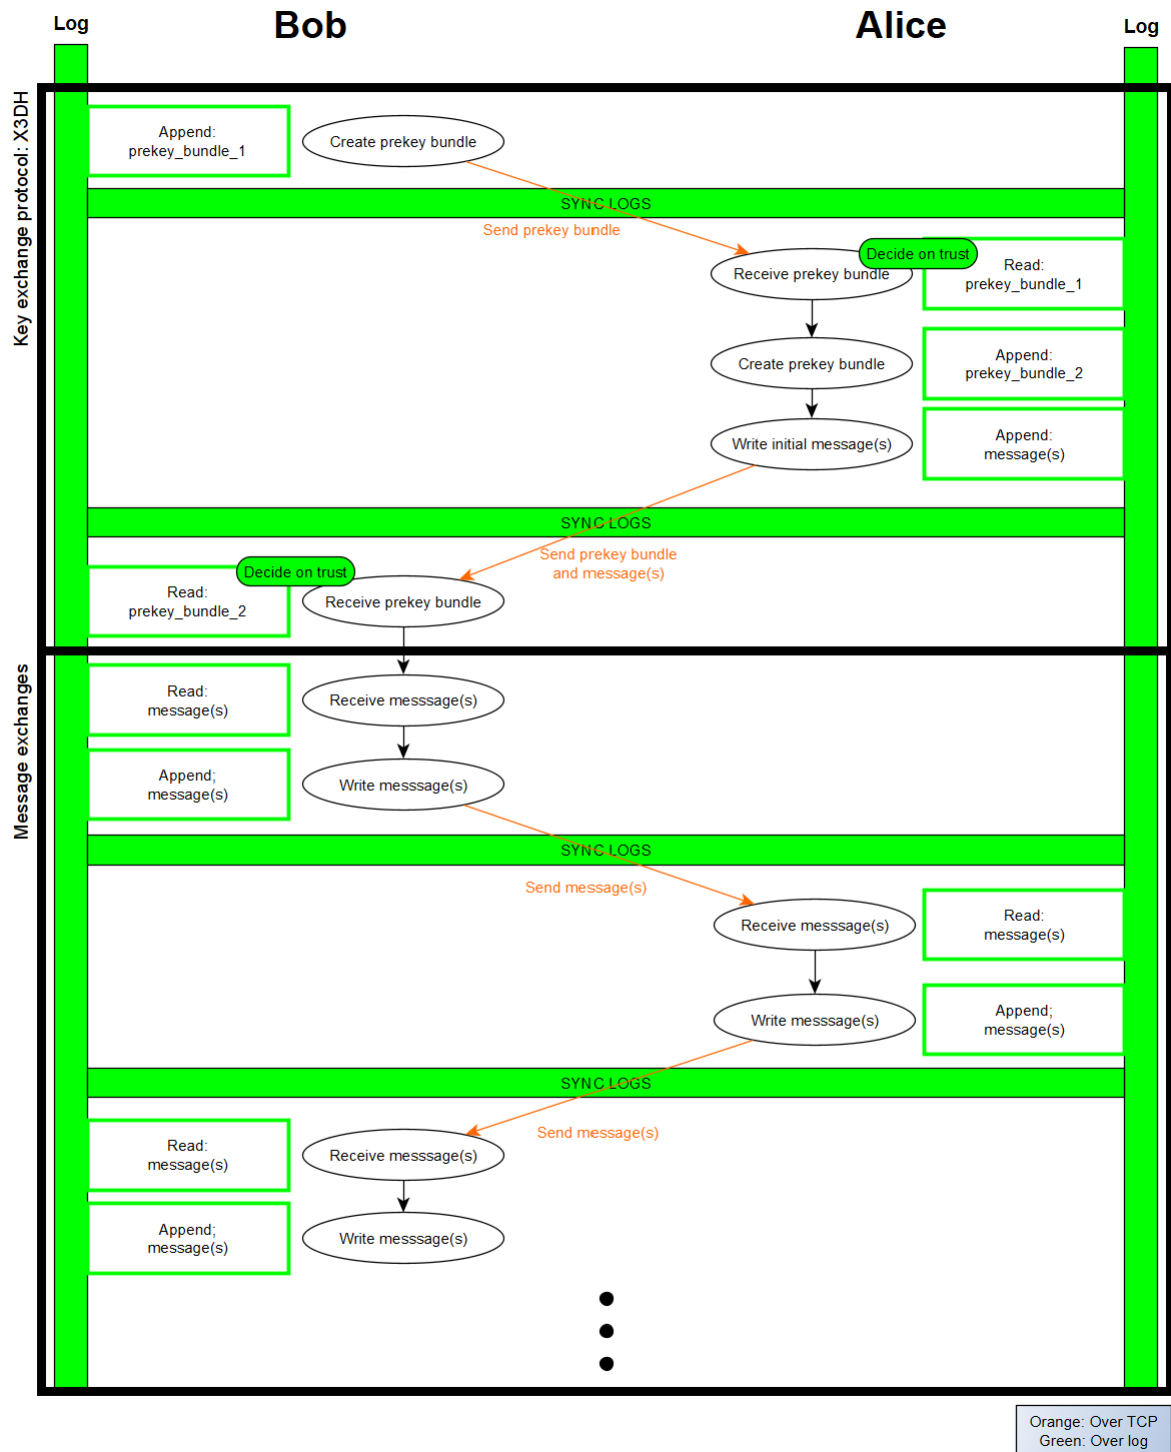 Log
Bob
Alice
Log
Key exchange protocol: X3DH
Append:
prekey_bundle_1
Create prekey bundle
SYNC LOGS
Send prekey bundle
Decide on trust
Receive prekey bundle
Read:
prekey_bundle_1
Create prekey bundle
Append:
prekey_bundle_2
Write initial message(s)
Append:
message(s)
SYNC LOGS
Send prekey bundle
and message(s)
Decide on trust
Read:
prekey_bundle_2
Receive prekey bundle
Message exchanges
Read:
message(s)
Receive messsage(s)
Append;
message(s)
Write messsage(s)
SYNC LOGS
Send message(s)
Receive messsage(s)
Read:
message(s)
Write messsage(s)
Append;
message(s)
SYNC LOGS
Send message(s)
Read:
message(s)
Receive messsage(s)
Append;
message(s)
Write messsage(s)
Orange: Over TCP
Green: Over log